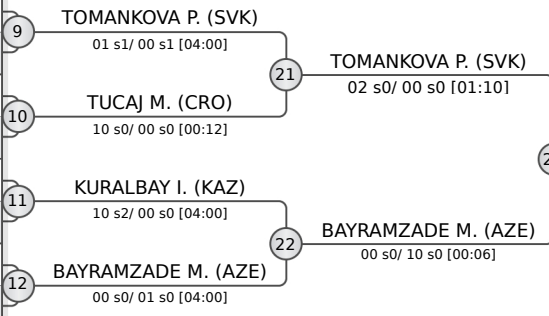 TOMANKOVA P. (SVK)
9
01 s1/ 00 s1 [04:00]
21
TOMANKOVA P. (SVK)
02 s0/ 00 s0 [01:10]
TUCAJ M. (CRO)
10
10 s0/ 00 s0 [00:12]
KURALBAY I. (KAZ)
11
10 s2/ 00 s0 [04:00]
22
BAYRAMZADE M. (AZE)
00 s0/ 10 s0 [00:06]
BAYRAMZADE M. (AZE)
12
00 s0/ 01 s0 [04:00]